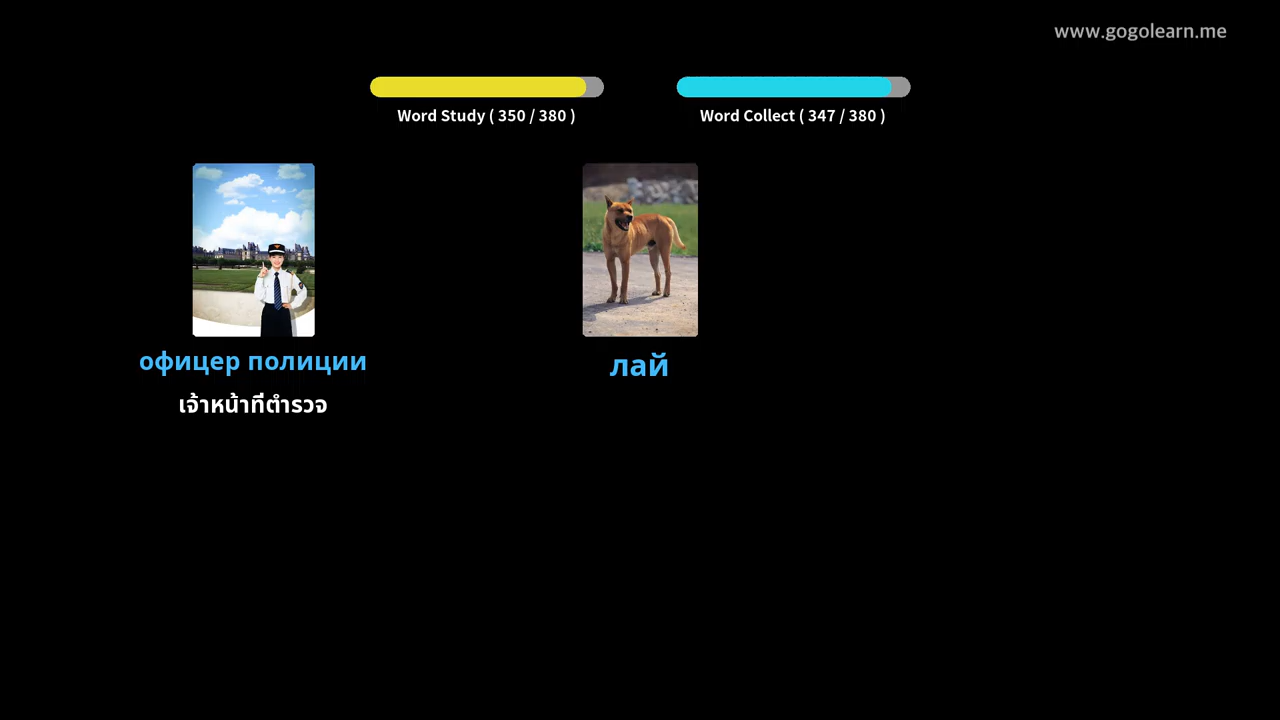 www.gogolearn.me
Word Study ( 350 / 380 )
Word Collect ( 347 / 380 )
офицер полиции
лай
เจ้าหน้าที่ตำรวจ